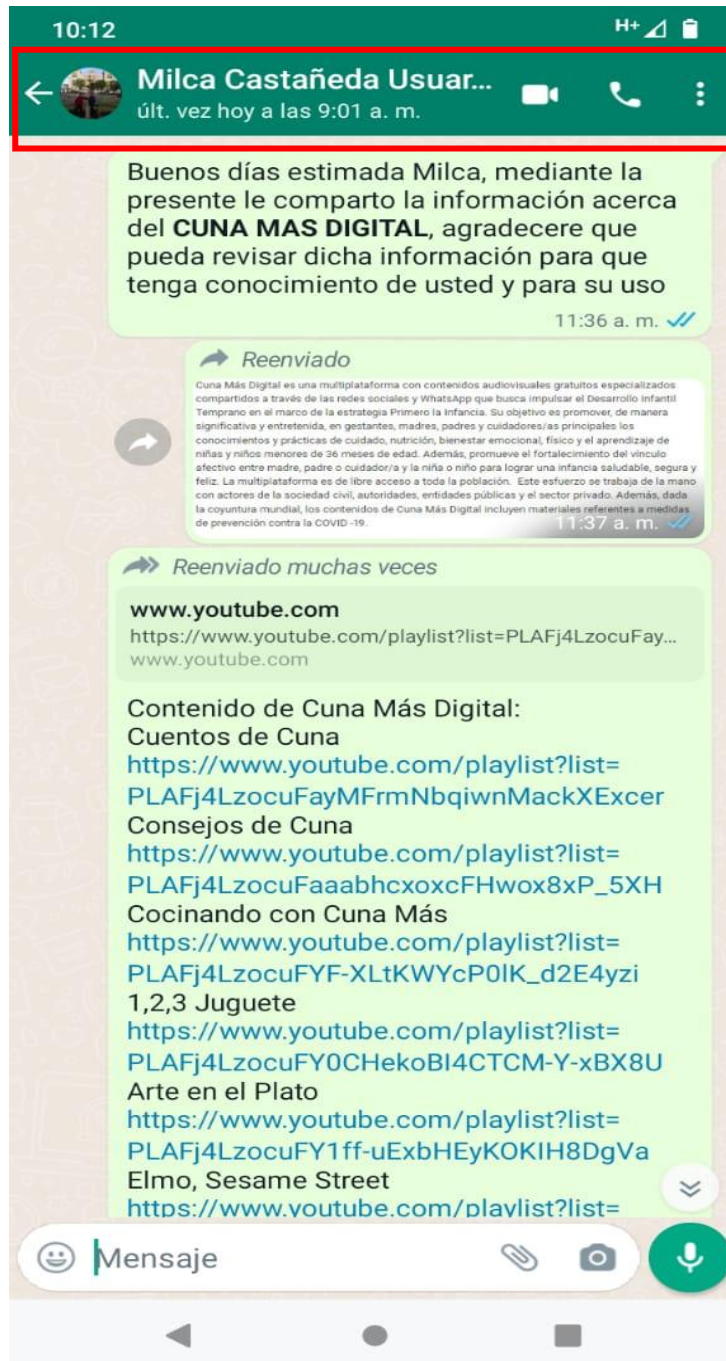 10:12
H+
Milca Castañeda Usuar...
últ. vez hoy a las 9:01 a. m.
Buenos días estimada Milca, mediante la
presente le comparto la información acerca
del CUNA MAS DIGITAL, agradecere que
pueda revisar dicha información para que
tenga conocimiento de usted y para su uso
11:36 a. m.
Reenviado
Cuna Más Digital es una multiplataforma con contenidos audiovisuales gratuitos especializados
compartidos a través de las redes sociales y WhatsApp que busca impulsar el Desarrollo Infantil
Temprano en el marco de la estrategia Primero la Infancia. Su objetivo es promover, de manera
significativa y entretenida, en gestantes, madres, padres y cuidadores/as principales los
conocimientos y prácticas de cuidado, nutrición, bienestar emocional, físico y el aprendizaje de
niñas y niños menores de 36 meses de edad. Además, promueve el fortalecimiento del vínculo
afectivo entre madre, padre o cuidador/a y la niña o niño para lograr una infancia saludable, segura y
feliz. La multiplataforma es de libre acceso a toda la población. Este esfuerzo se trabaja de la mano
con actores de la sociedad civil, autoridades, entidades públicas y el sector privado. Además, dada
la coyuntura mundial, los contenidos de Cuna Más Digital incluyen materiales referentes a medidas
de prevención contra la COVID -19.
11:37 a. m.
Reenviado muchas veces
www.youtube.com
https://www.youtube.com/playlist?list=PLAFj4LzocuFay...
www.youtube.com
Contenido de Cuna Más Digital:
Cuentos de Cuna
https://www.youtube.com/playlist?list=
PLAFj4LzocuFayMFrmNbqiwnMackXExcer
Consejos de Cuna
https://www.youtube.com/playlist?list=
PLAFj4LzocuFaaabhcxoxcFHwox8xP_5XH
Cocinando con Cuna Más
https://www.youtube.com/playlist?list=
PLAFj4LzocuFYF-XLtKWYcP0lK_d2E4yzi
1,2,3 Juguete
https://www.youtube.com/playlist?list=
PLAFj4LzocuFY0CHekoBI4CTCM-Y-xBX8U
Arte en el Plato
https://www.youtube.com/playlist?list=
PLAFj4LzocuFY1ff-uExbHEyKOKIH8DgVa
Elmo, Sesame Street
https://www.youtube.com/playlist?list=
Mensaje